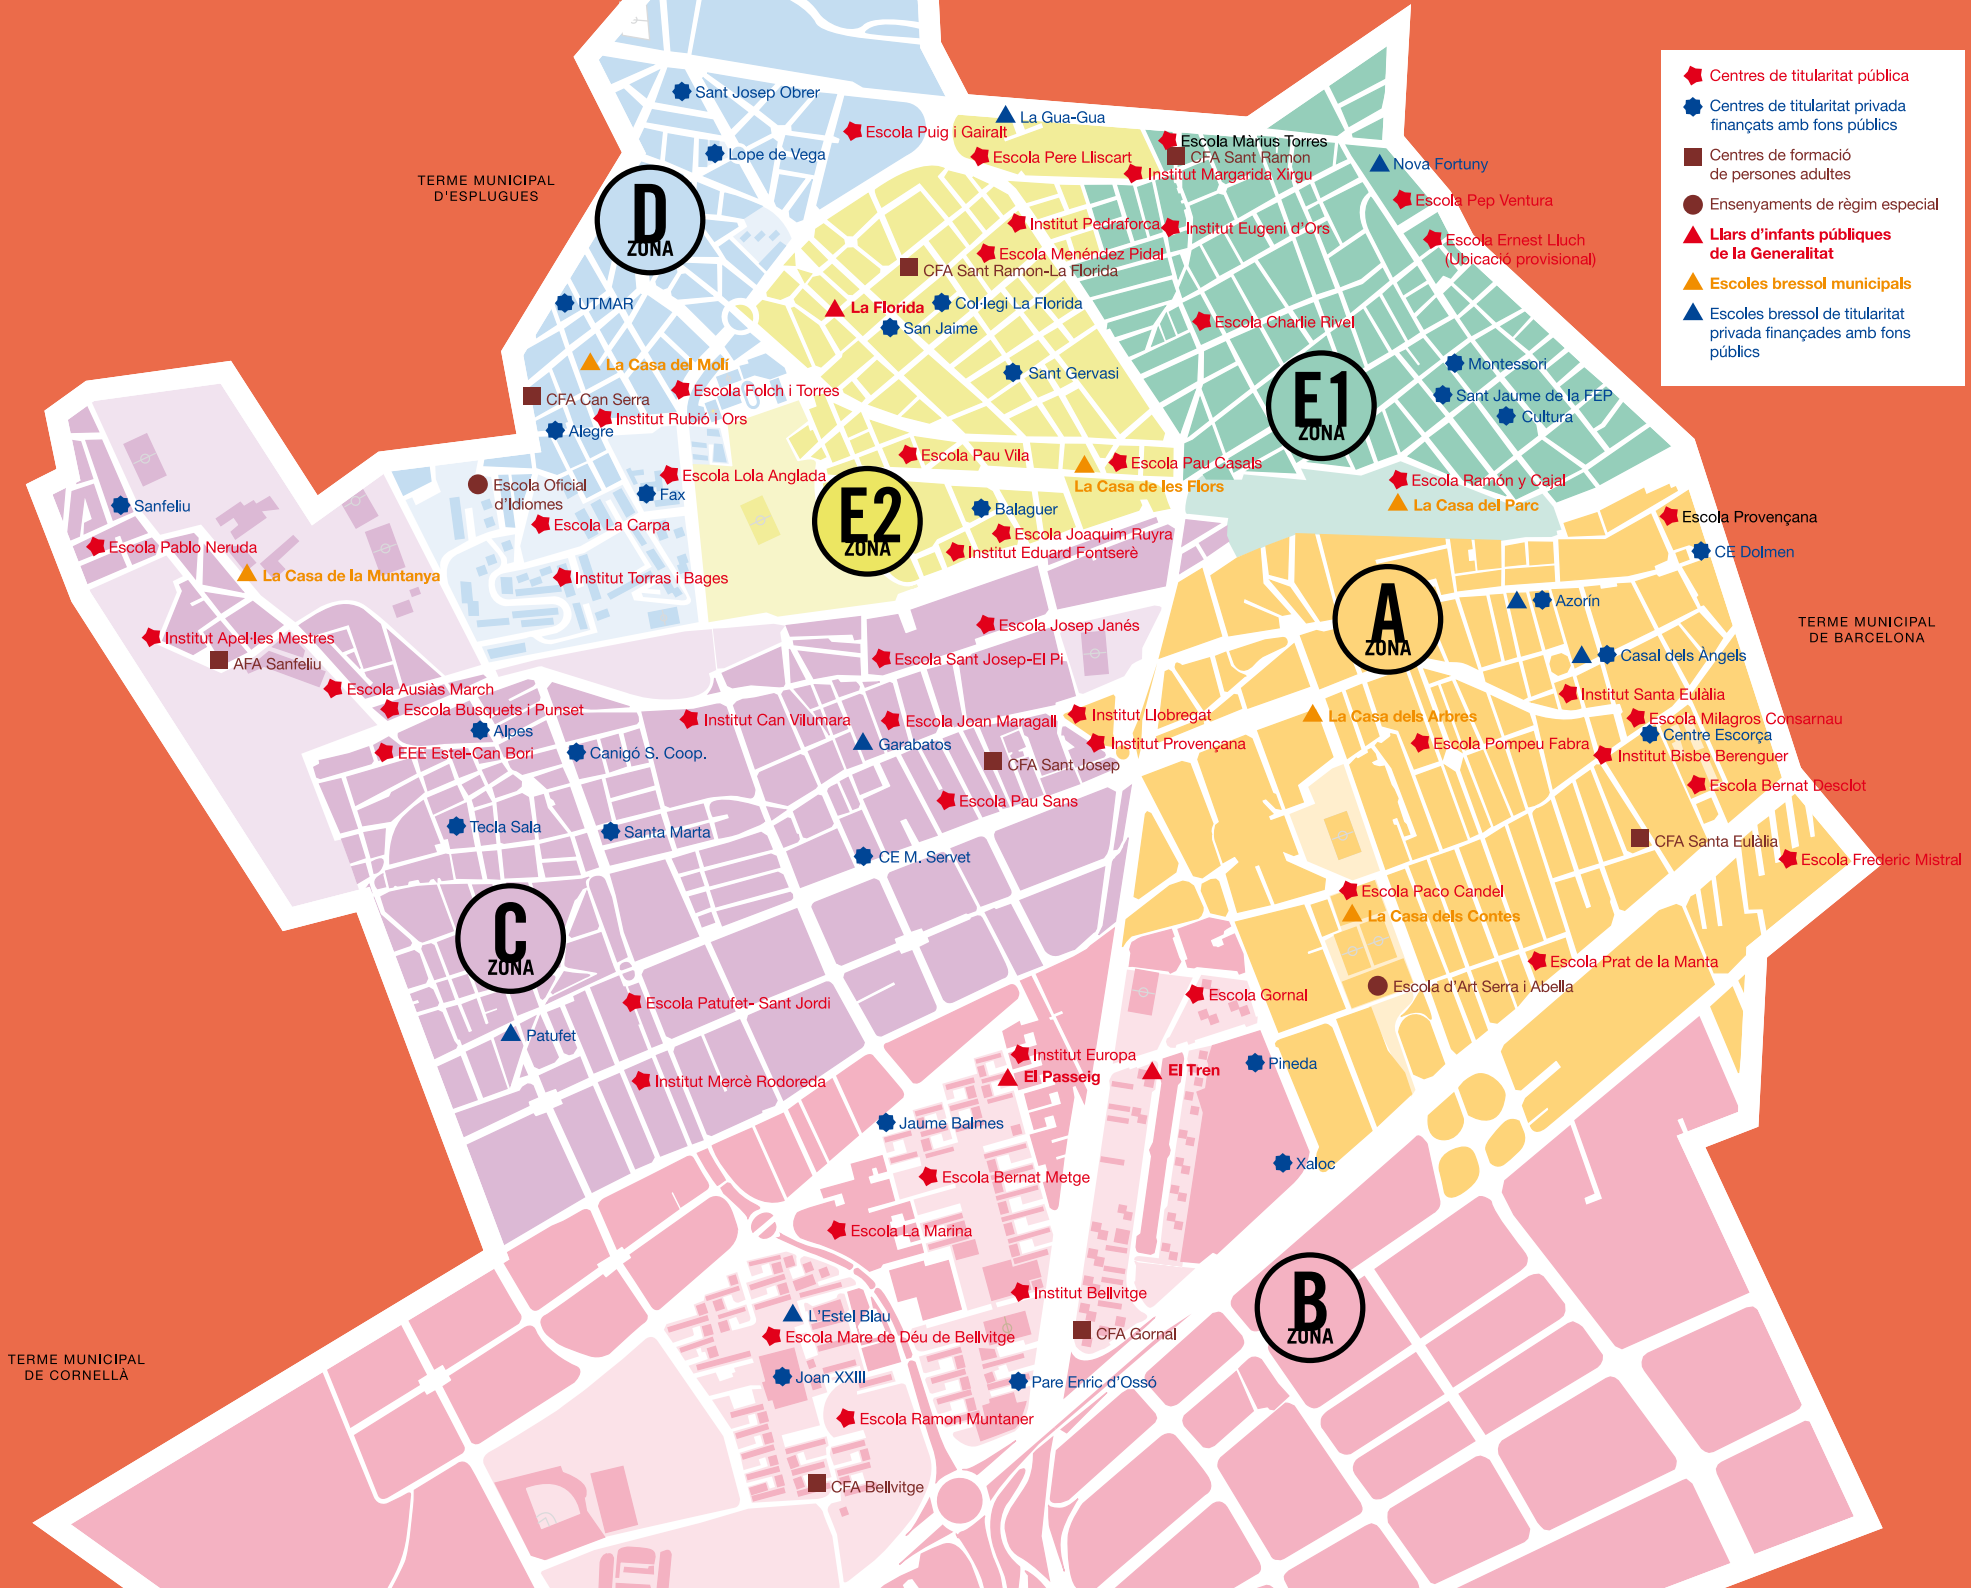 Centres de titularitat pública
Centres de titularitat privada
finançats amb fons públics
Centres de formació
de persones adultes
Ensenyaments de règim especial
Llars d'infants públiques
de la Generalitat
Escoles bressol municipals
Escoles bressol de titularitat
privada finançades amb fons
públics
TERME MUNICIPAL
D'ESPLUGUES
Sant Josep Obrer
Lope de Vega
Escola Puig i Gairalt
La Gua-Gua
Escola Pere Lliscart
Escola Màrius Torres
CFA Sant Ramon
Institut Margarida Xirgu
Nova Fortuny
Escola Pep Ventura
D
ZONA
Institut Pedraforca
Institut Eugeni d'Ors
Escola Ernest Lluch
(Ubicació provisional)
Escola Menéndez Pidal
CFA Sant Ramon-La Florida
UTMAR
La Florida
Col·legi La Florida
San Jaime
Escola Charlie Rivel
La Casa del Molí
Sant Gervasi
Montessori
CFA Can Serra
Escola Folch i Torres
Institut Rubió i Ors
Alegre
E1
ZONA
Sant Jaume de la FEP
Cultura
Escola Pau Vila
Escola Pau Casals
La Casa de les Flors
Escola Lola Anglada
Escola Oficial
d'Idiomes
Fax
Escola La Carpa
E2
ZONA
Balaguer
Escola Joaquim Ruyra
Institut Eduard Fontserè
Escola Ramón y Cajal
La Casa del Parc
Escola Provençana
CE Dolmen
Sanfeliu
Escola Pablo Neruda
La Casa de la Muntanya
Institut Torras i Bages
A
ZONA
Azorín
TERME MUNICIPAL
DE BARCELONA
Institut Apel·les Mestres
AFA Sanfeliu
Escola Josep Janés
Escola Sant Josep-El Pi
Casal dels Àngels
Escola Ausiàs March
Escola Busquets i Punset
Alpes
EEE Estel-Can Bori
Canigó S. Coop.
Institut Can Vilumara
Escola Joan Maragall
Garabatos
CFA Sant Josep
Institut Llobregat
Institut Provençana
Institut Santa Eulàlia
La Casa dels Arbres
Escola Milagros Consarnau
Centre Escorça
Escola Pompeu Fabra
Institut Bisbe Berenguer
Escola Bernat Desclot
Escola Pau Sans
Tecla Sala
Santa Marta
CE M. Servet
CFA Santa Eulàlia
Escola Frederic Mistral
C
ZONA
Escola Paco Candel
La Casa dels Contes
Escola Prat de la Manta
Escola d'Art Serra i Abella
Escola Patufet- Sant Jordi
Escola Gornal
Patufet
Institut Europa
El Passeig
El Tren
Pineda
Institut Mercè Rodoreda
Jaume Balmes
Xaloc
Escola Bernat Metge
Escola La Marina
Institut Bellvitge
B
ZONA
L'Estel Blau
Escola Mare de Déu de Bellvitge
CFA Gornal
TERME MUNICIPAL
DE CORNELLÀ
Joan XXIII
Pare Enric d'Ossó
Escola Ramon Muntaner
CFA Bellvitge